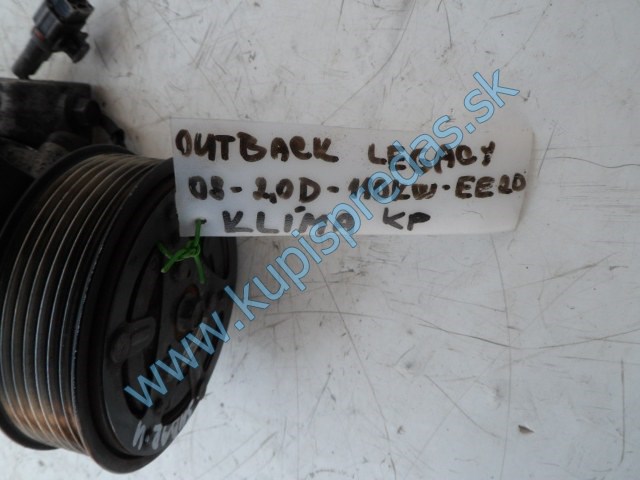 OUTBACK LEGACY
08-2,0D-110KW-EE20
KLIMA KP
www.kupispredas.sk